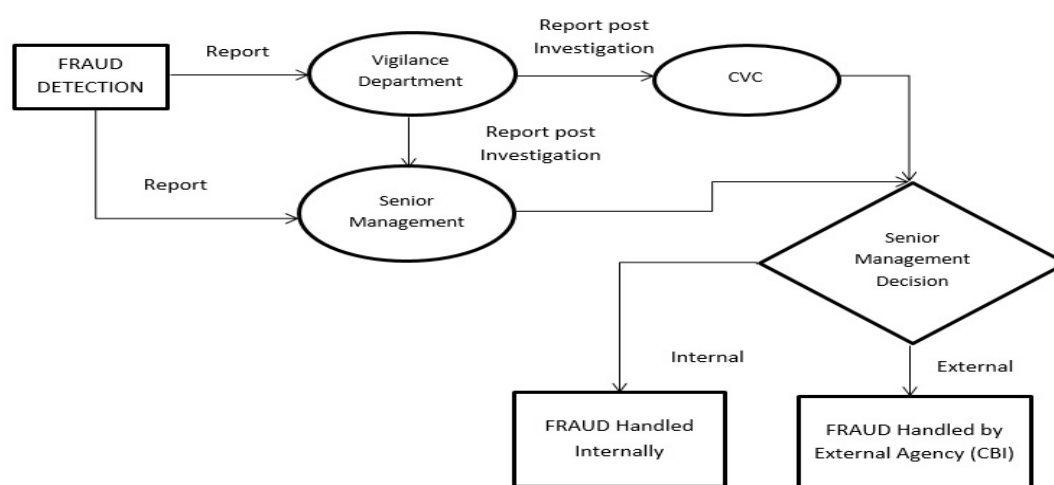 FRAUD
DETECTION
Report
Vigilance
Department
Report post
Investigation
CVC
Report post
Investigation
Report
Senior
Management
Senior
Management
Decision
Internal
External
FRAUD Handled
Internally
FRAUD Handled by
External Agency (CBI)